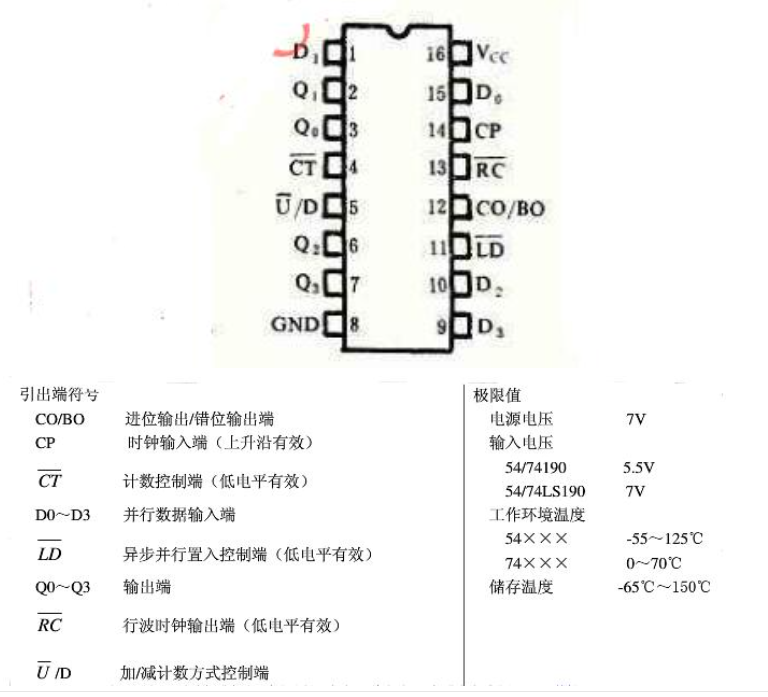 D₁ 1 16 Vcc
Q₁ 2 15 D₀
Q₀ 3 14 CP
C̅T̅ 4 13 R̅C̅
U̅/D 5 12 CO/BO
Q₂ 6 11 L̅D̅
Q₃ 7 10 D₂
GND 8 9 D₃
引出端符号
CO/BO 进位输出/错位输出端
CP 时钟输入端（上升沿有效）
C̅T̅ 计数控制端（低电平有效）
D0～D3 并行数据输入端
L̅D̅ 异步并行置入控制端（低电平有效）
Q0～Q3 输出端
R̅C̅ 行波时钟输出端（低电平有效）
U̅ /D 加/减计数方式控制端
极限值
电源电压 7V
输入电压
54/74190 5.5V
54/74LS190 7V
工作环境温度
54××× -55～125℃
74××× 0～70℃
储存温度 -65℃～150℃